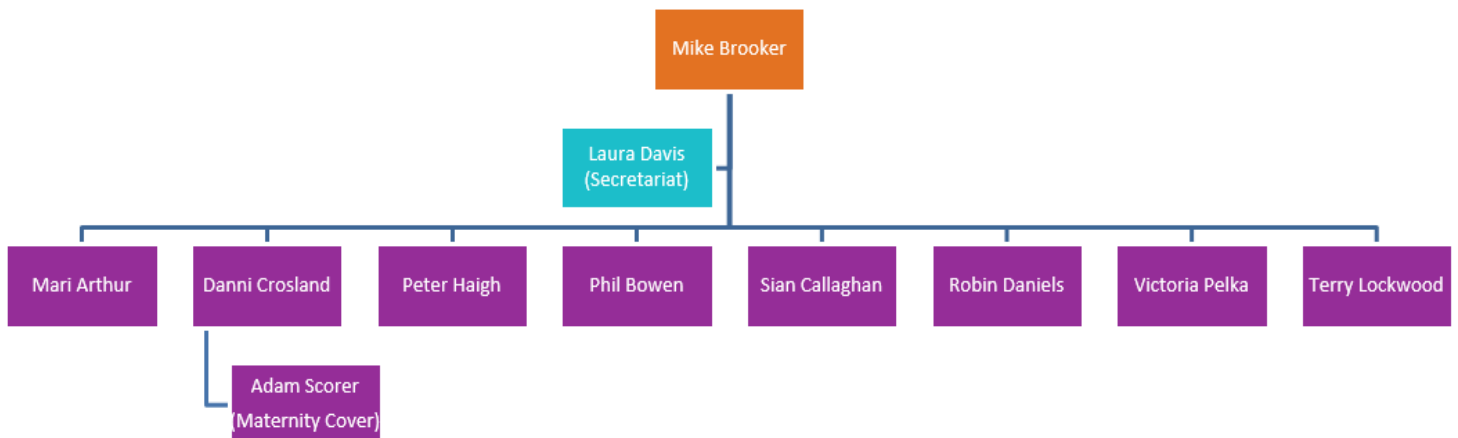 Mike Brooker
Laura Davis
(Secretariat)
Mari Arthur
Danni Crosland
Peter Haigh
Phil Bowen
Sian Callaghan
Robin Daniels
Victoria Pelka
Terry Lockwood
Adam Scorer
(Maternity Cover)